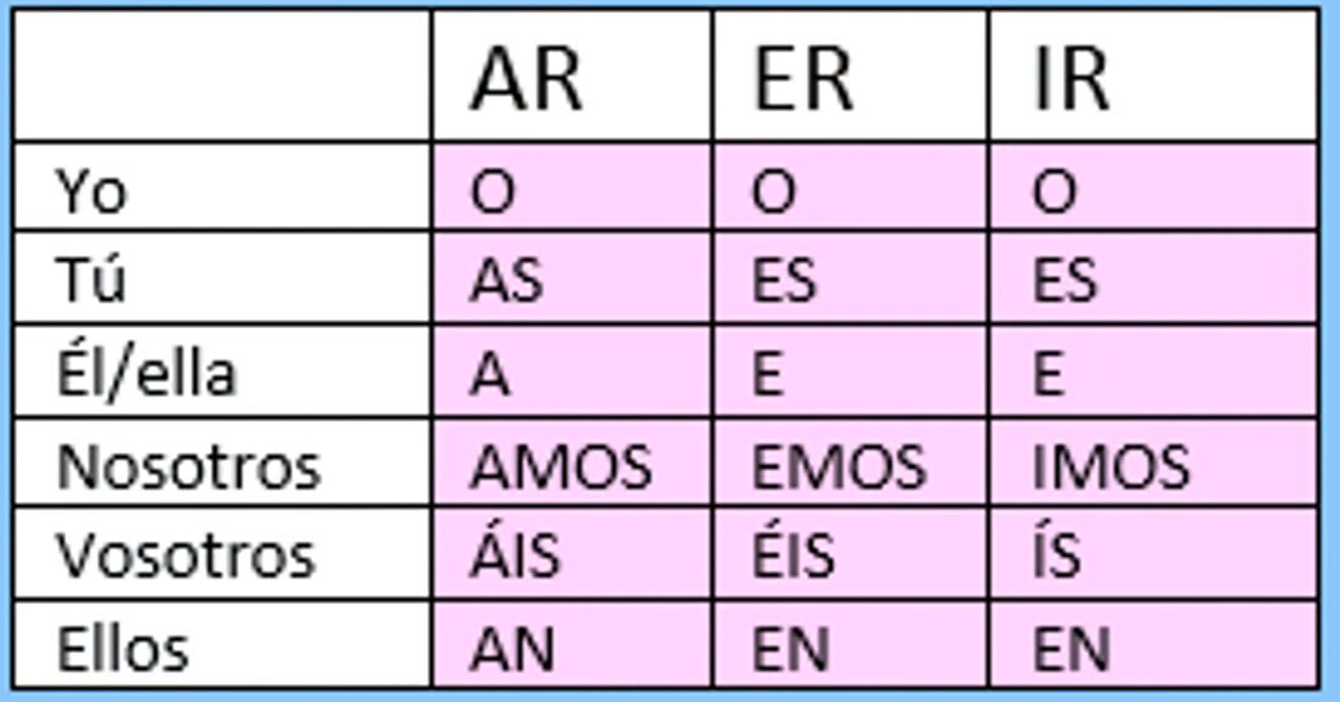 AR ER IR
Yo O O O
Tú AS ES ES
Él/ella A E E
Nosotros AMOS EMOS IMOS
Vosotros ÁIS ÉIS ÍS
Ellos AN EN EN